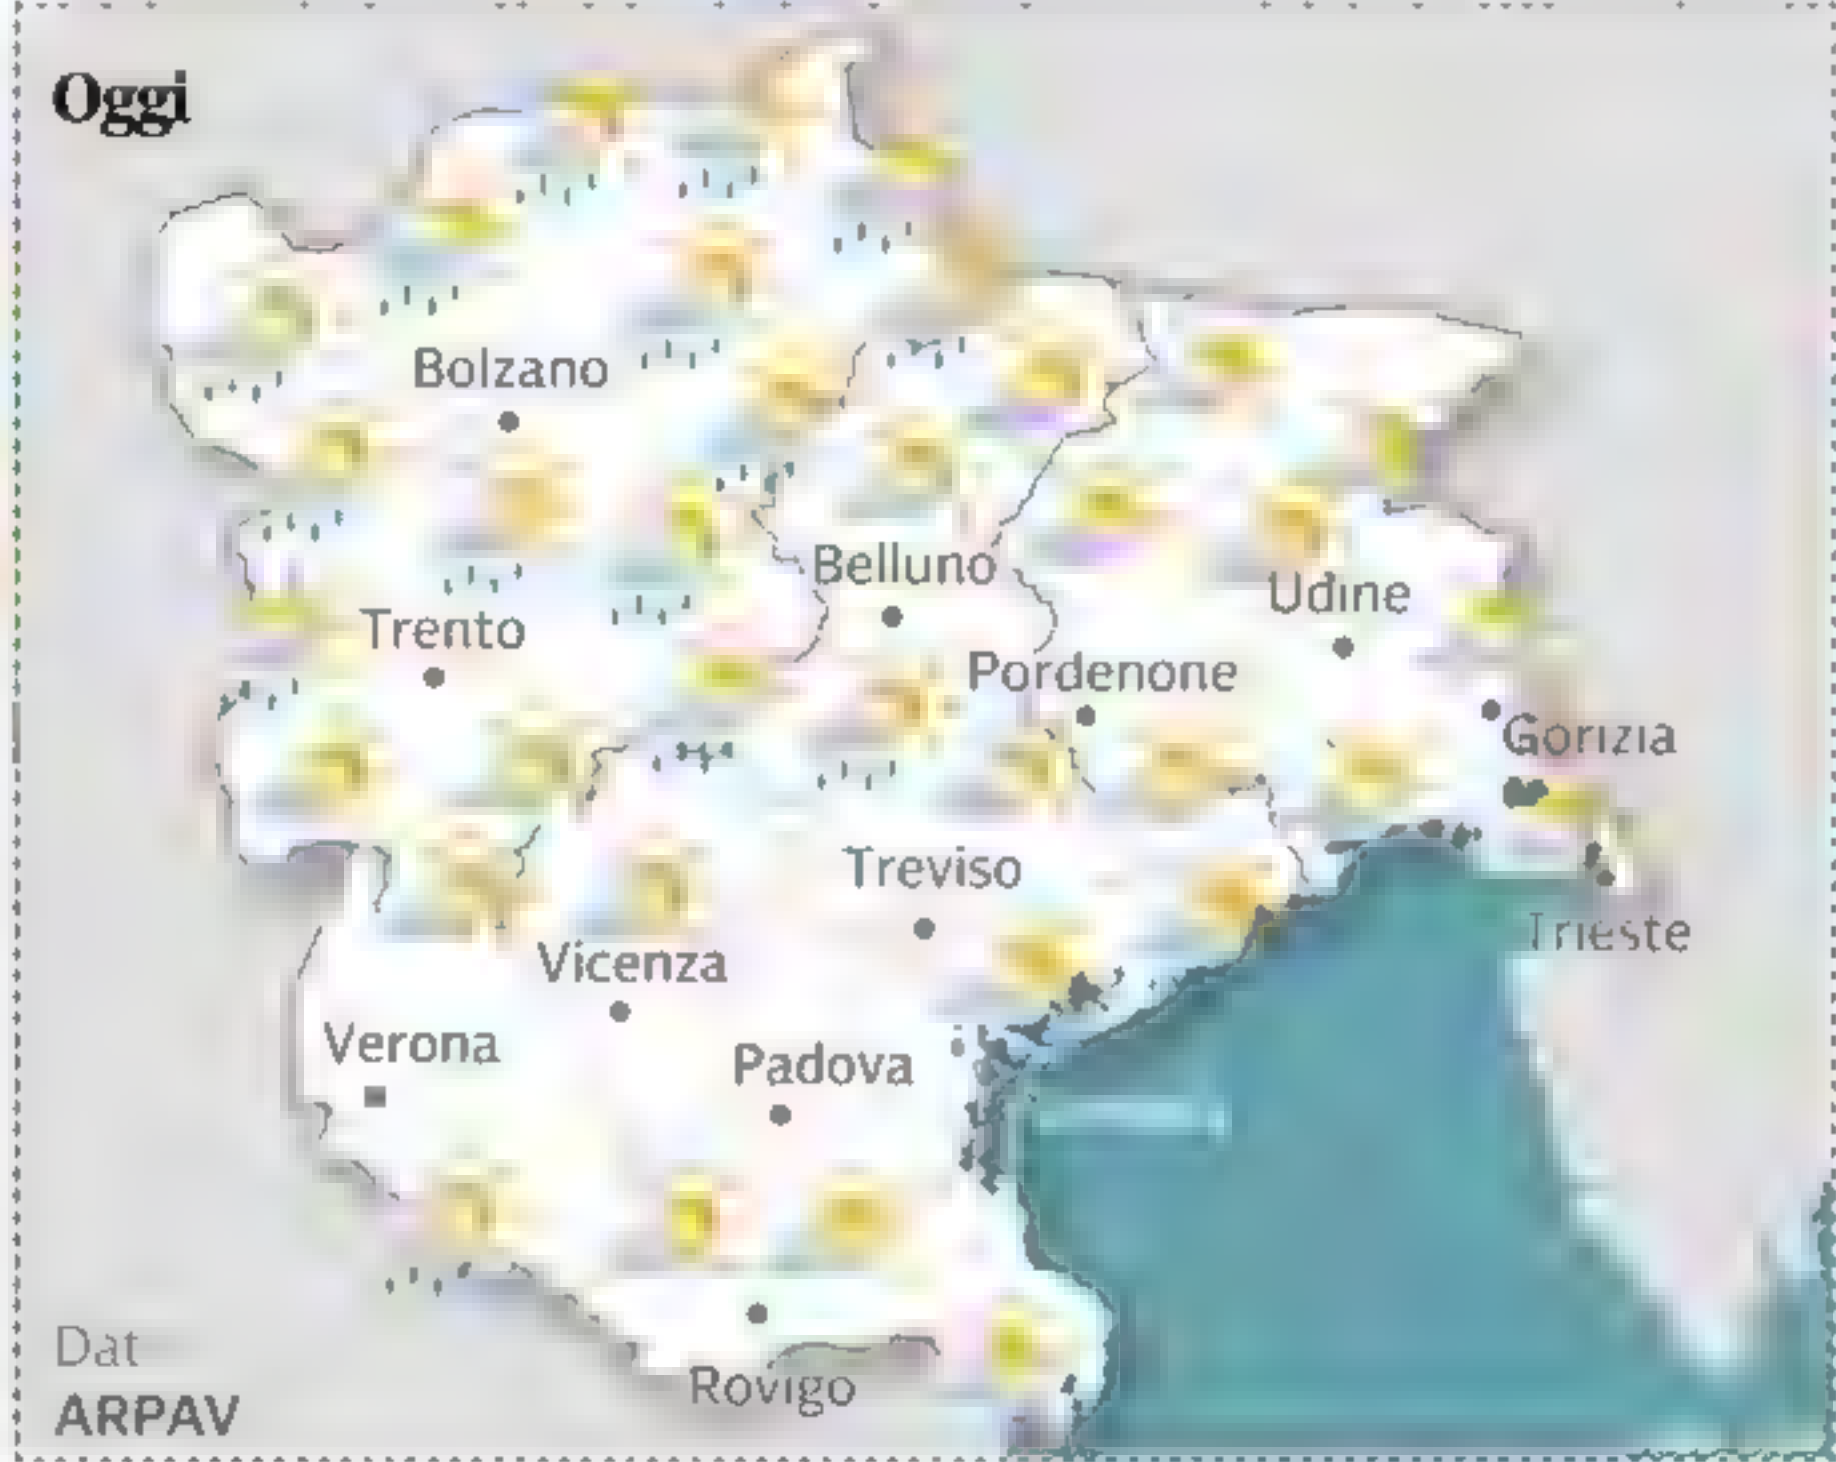 Oggi
Bolzano
Belluno
Udine
Trento
Pordenone
Gorizia
Treviso
Trieste
Vicenza
Verona
Padova
Dat
Rovigo
ARPAV